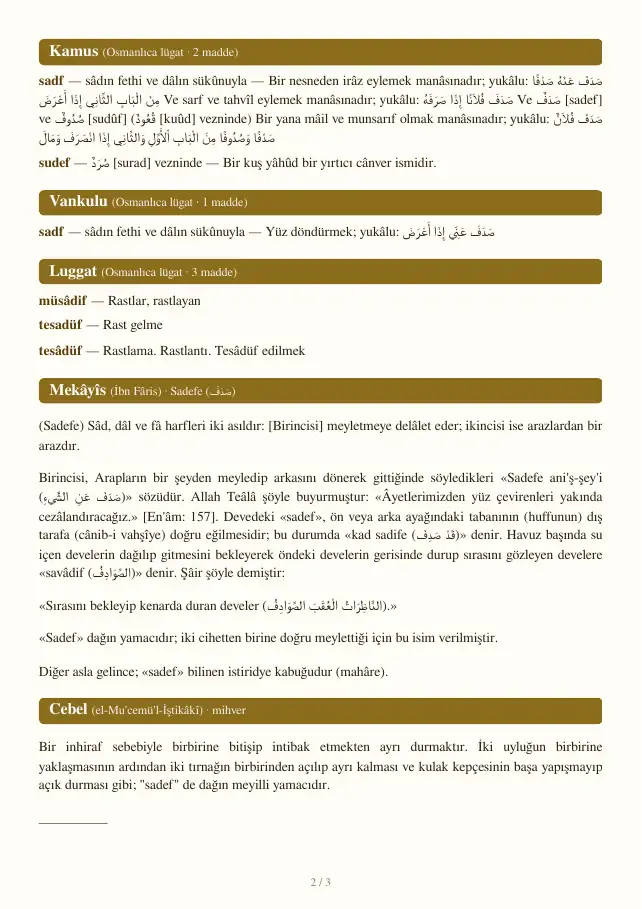 Kamus (Osmanlıca lügat · 2 madde)
sadf — sâdın fethi ve dâlın sükûnuyla — Bir nesneden irâz eylemek manâsınadır; yukâlu: صَدَفَ عَنْهُ صَدْفًا
مِنَ الْبَابِ الثَّانِي إِذَا أَعْرَضَ Ve sarf ve tahvîl eylemek manâsınadır; yukâlu: صَدَفَ فُلَانًا إِذَا صَرَفَهُ Ve صَدَفٌ [sadef]
ve صُدُوفٌ [sudûf] (قُعُودٌ [kuûd] vezninde) Bir yana mâil ve munsarıf olmak manâsınadır; yukâlu: صَدَفَ فُلَانٌ
صَدْفًا وَصُدُوفًا مِنَ الْبَابِ الْأَوَّلِ وَالثَّانِي إِذَا انْصَرَفَ وَمَالَ
sudef — صُرَدٌ [surad] vezninde — Bir kuş yâhûd bir yırtıcı cânver ismidir.
Vankulu (Osmanlıca lügat · 1 madde)
sadf — sâdın fethi ve dâlın sükûnuyla — Yüz döndürmek; yukâlu: صَدَفَ عَنِّي إِذَا أَعْرَضَ
Luggat (Osmanlıca lügat · 3 madde)
müsâdif — Rastlar, rastlayan
tesadüf — Rast gelme
tesâdüf — Rastlama. Rastlantı. Tesâdüf edilmek
Mekâyîs (İbn Fâris) · Sadefe (صَدَفَ)
(Sadefe) Sâd, dâl ve fâ harfleri iki asıldır: [Birincisi] meyletmeye delâlet eder; ikincisi ise arazlardan bir
arazdır.
Birincisi, Arapların bir şeyden meyledip arkasını dönerek gittiğinde söyledikleri «Sadefe ani'ş-şey'i
(صَدَفَ عَنِ الشَّيْءِ)» sözüdür. Allah Teâlâ şöyle buyurmuştur: «Âyetlerimizden yüz çevirenleri yakında
cezâlandıracağız.» [En'âm: 157]. Devedeki «sadef», ön veya arka ayağındaki tabanının (huffunun) dış
tarafa (cânib-i vahşîye) doğru eğilmesidir; bu durumda «kad sadife (قَدْ صَدِفَ)» denir. Havuz başında su
içen develerin dağılıp gitmesini bekleyerek öndeki develerin gerisinde durup sırasını gözleyen develere
«savâdif (الصَّوَادِفُ)» denir. Şâir şöyle demiştir:
«Sırasını bekleyip kenarda duran develer (النَّاظِرَاتُ الْعُقَبَ الصَّوَادِفُ).»
«Sadef» dağın yamacıdır; iki cihetten birine doğru meylettiği için bu isim verilmiştir.
Diğer asla gelince; «sadef» bilinen istiridye kabuğudur (mahâre).
Cebel (el-Mu'cemü'l-İştikâkî) · mihver
Bir inhiraf sebebiyle birbirine bitişip intibak etmekten ayrı durmaktır. İki uyluğun birbirine
yaklaşmasının ardından iki tırnağın birbirinden açılıp ayrı kalması ve kulak kepçesinin başa yapışmayıp
açık durması gibi; "sadef" de dağın meyilli yamacıdır.
2 / 3